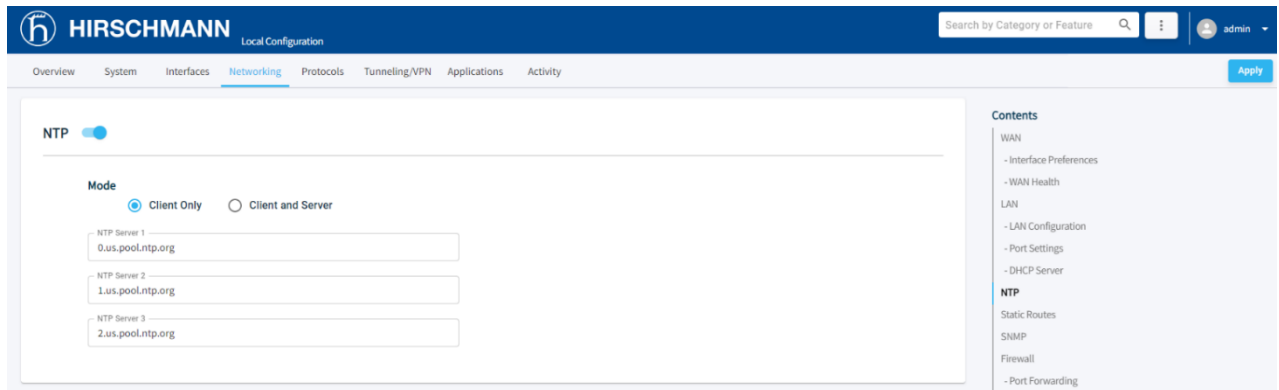 HIRSCHMANN
Local Configuration
Search by Category or Feature
admin
Overview System Interfaces Networking Protocols Tunneling/VPN Applications Activity
Apply
NTP
Mode
Client Only Client and Server
NTP Server 1
0.us.pool.ntp.org
NTP Server 2
1.us.pool.ntp.org
NTP Server 3
2.us.pool.ntp.org
Contents
WAN
- Interface Preferences
- WAN Health
LAN
- LAN Configuration
- Port Settings
- DHCP Server
NTP
Static Routes
SNMP
Firewall
- Port Forwarding